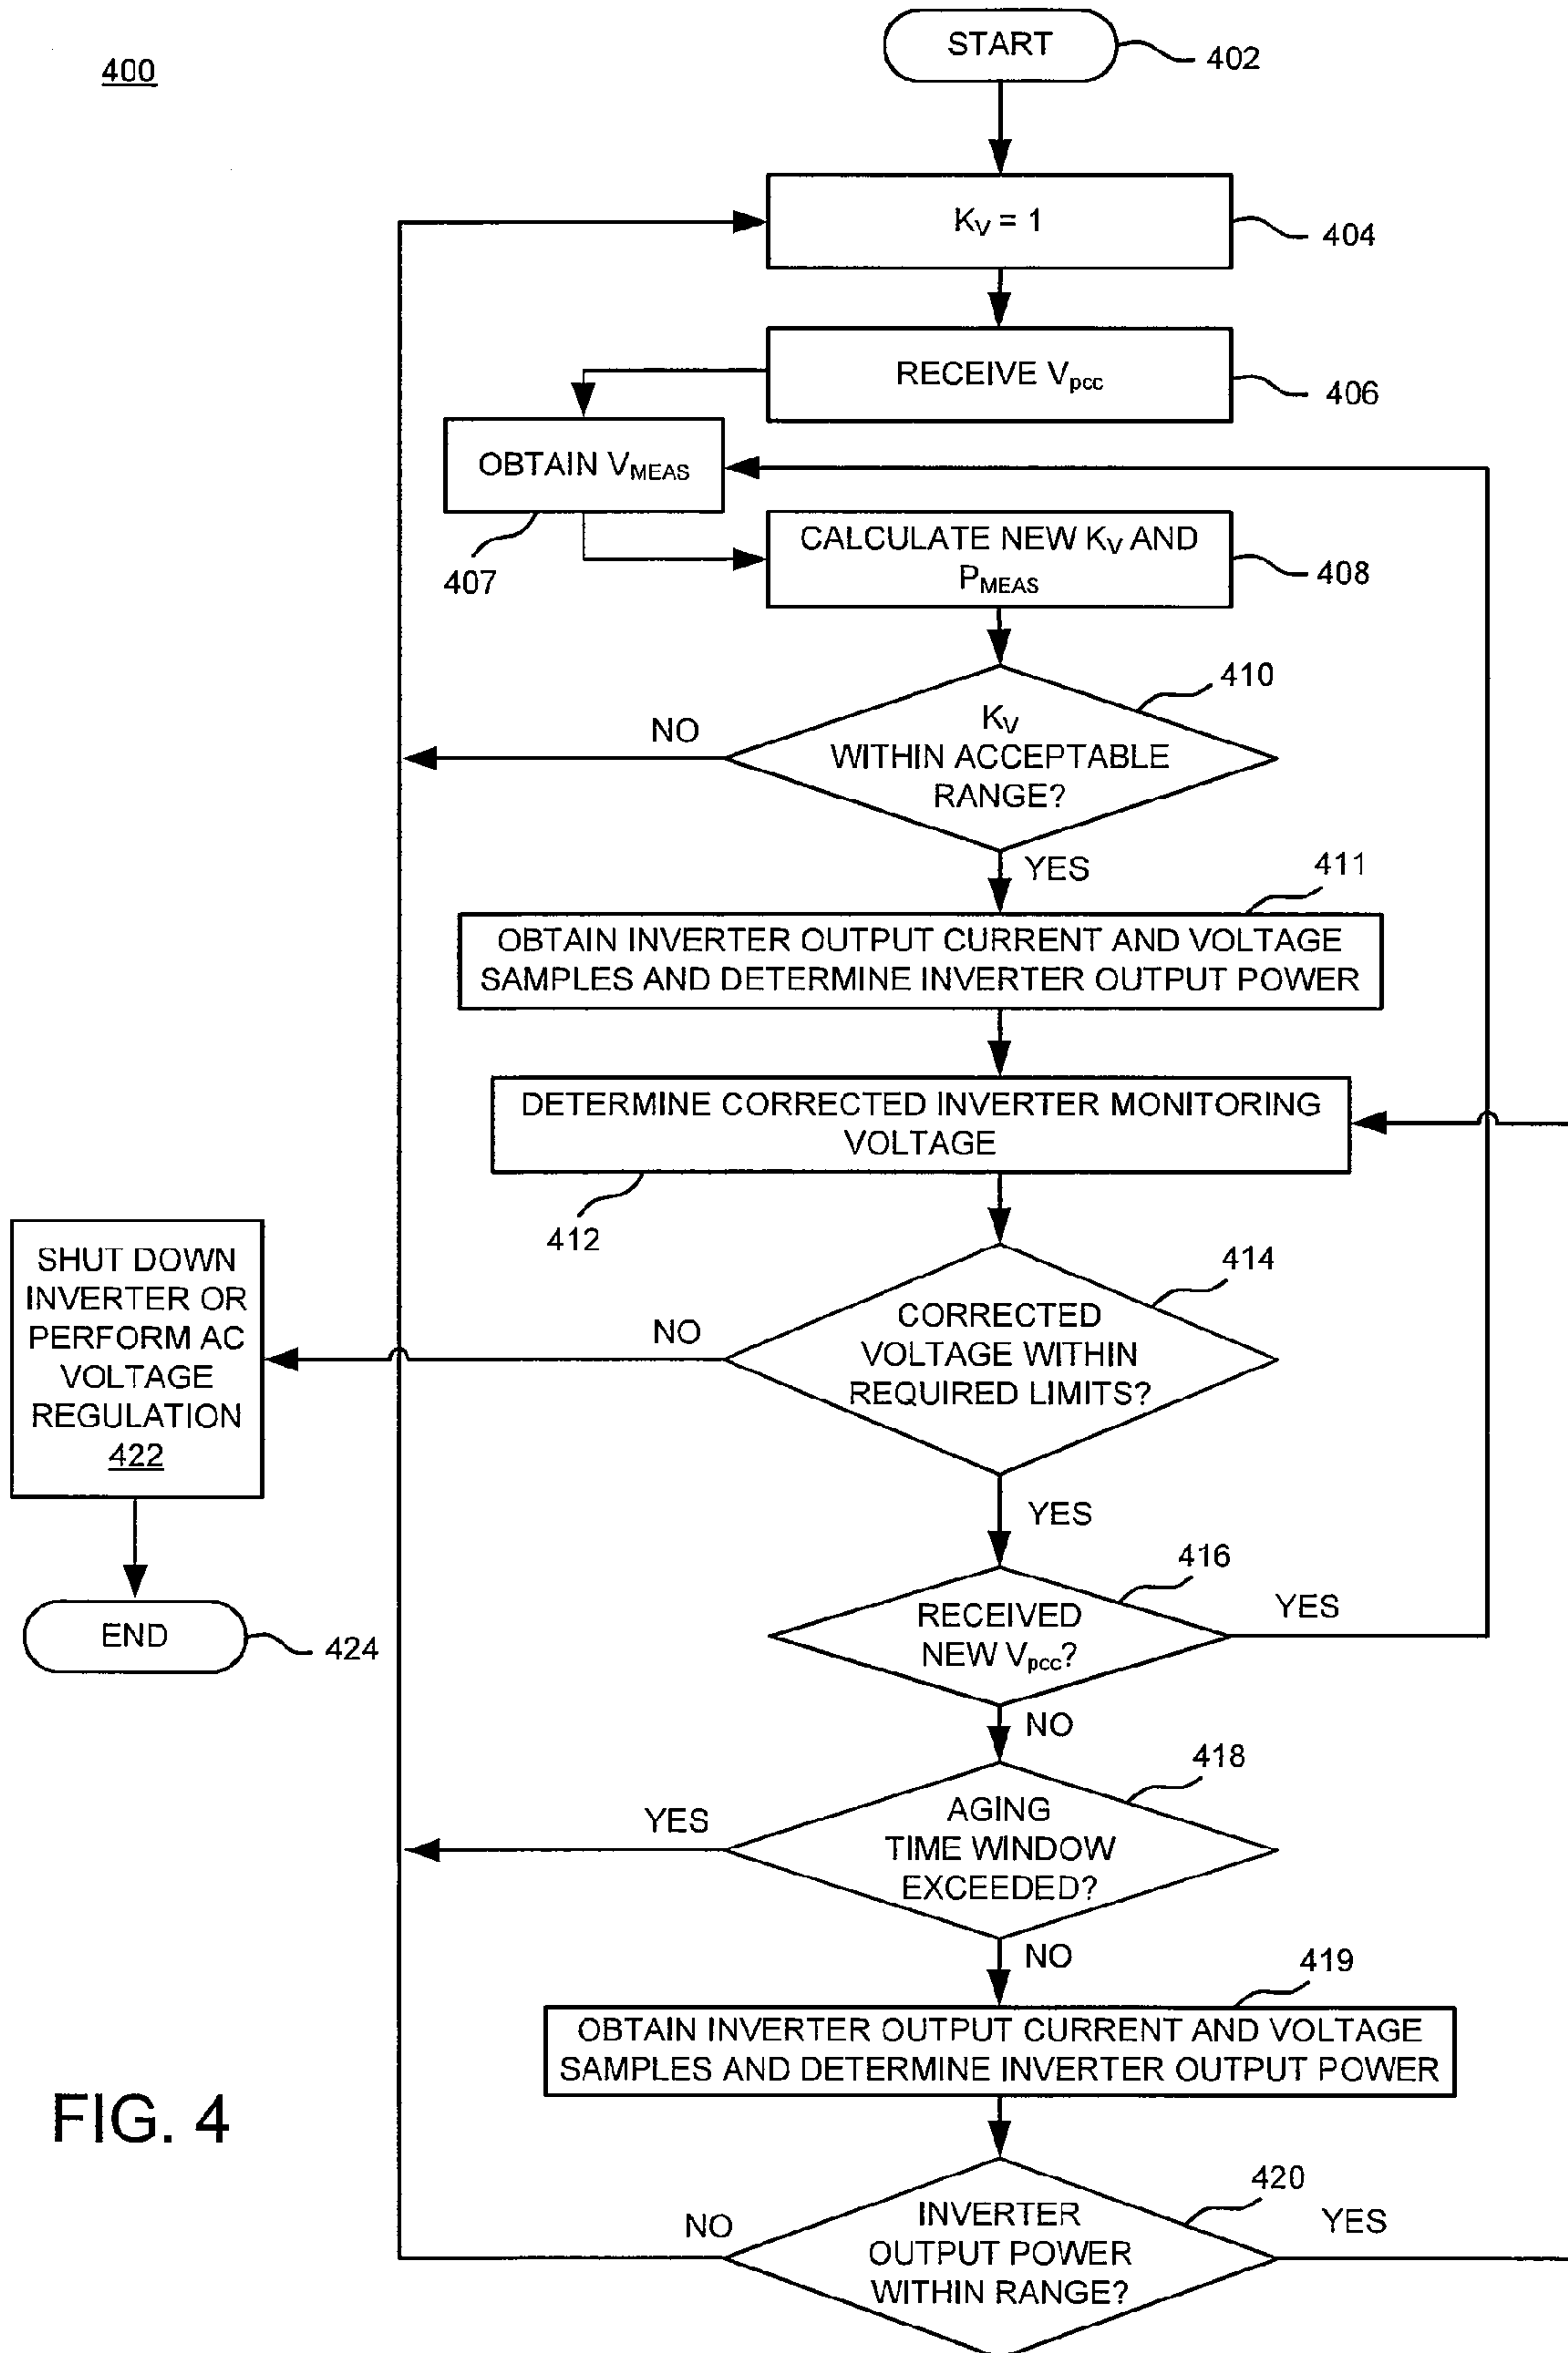 400
START
402
KV = 1
404
RECEIVE Vpcc
406
OBTAIN VMEAS
407
CALCULATE NEW KV AND
PMEAS
408
410
KV
WITHIN ACCEPTABLE
RANGE?
NO
YES
411
OBTAIN INVERTER OUTPUT CURRENT AND VOLTAGE
SAMPLES AND DETERMINE INVERTER OUTPUT POWER
DETERMINE CORRECTED INVERTER MONITORING
VOLTAGE
412
414
CORRECTED
VOLTAGE WITHIN
REQUIRED LIMITS?
NO
YES
SHUT DOWN
INVERTER OR
PERFORM AC
VOLTAGE
REGULATION
422
END
424
416
RECEIVED
NEW Vpcc?
YES
NO
418
AGING
TIME WINDOW
EXCEEDED?
YES
NO
419
OBTAIN INVERTER OUTPUT CURRENT AND VOLTAGE
SAMPLES AND DETERMINE INVERTER OUTPUT POWER
420
INVERTER
OUTPUT POWER
WITHIN RANGE?
NO
YES
FIG. 4